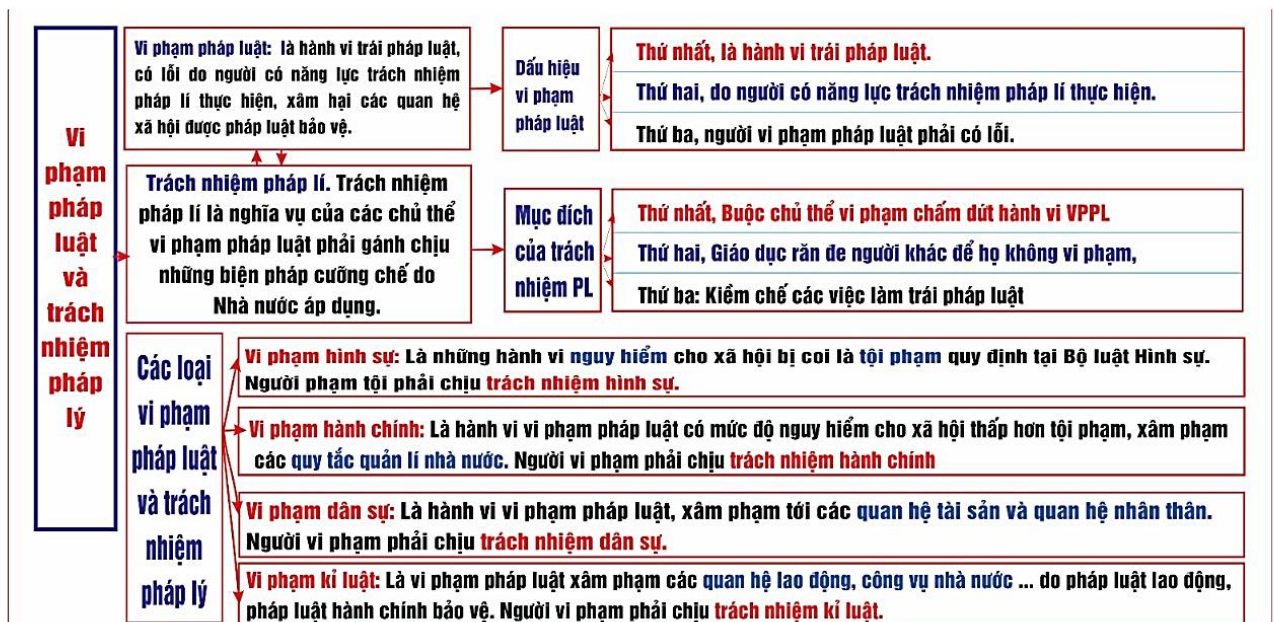 Vi
phạm
pháp
luật
và
trách
nhiệm
pháp
lý
Vi phạm pháp luật: là hành vi trái pháp luật,
có lỗi do người có năng lực trách nhiệm
pháp lí thực hiện, xâm hại các quan hệ
xã hội được pháp luật bảo vệ.
Dấu hiệu
vi phạm
pháp luật
Thứ nhất, là hành vi trái pháp luật.
Thứ hai, do người có năng lực trách nhiệm pháp lí thực hiện.
Thứ ba, người vi phạm pháp luật phải có lỗi.
Trách nhiệm pháp lí. Trách nhiệm
pháp lí là nghĩa vụ của các chủ thể
vi phạm pháp luật phải gánh chịu
những biện pháp cưỡng chế do
Nhà nước áp dụng.
Mục đích
của trách
nhiệm PL
Thứ nhất, Buộc chủ thể vi phạm chấm dứt hành vi VPPL
Thứ hai, Giáo dục răn đe người khác để họ không vi phạm,
Thứ ba: Kiềm chế các việc làm trái pháp luật
Các loại
vi phạm
pháp luật
và trách
nhiệm
pháp lý
Vi phạm hình sự: Là những hành vi nguy hiểm cho xã hội bị coi là tội phạm quy định tại Bộ luật Hình sự.
Người phạm tội phải chịu trách nhiệm hình sự.
Vi phạm hành chính: Là hành vi vi phạm pháp luật có mức độ nguy hiểm cho xã hội thấp hơn tội phạm, xâm phạm
các quy tắc quản lí nhà nước. Người vi phạm phải chịu trách nhiệm hành chính
Vi phạm dân sự: Là hành vi vi phạm pháp luật, xâm phạm tới các quan hệ tài sản và quan hệ nhân thân.
Người vi phạm phải chịu trách nhiệm dân sự.
Vi phạm kỉ luật: Là vi phạm pháp luật xâm phạm các quan hệ lao động, công vụ nhà nước ... do pháp luật lao động,
pháp luật hành chính bảo vệ. Người vi phạm phải chịu trách nhiệm kỉ luật.